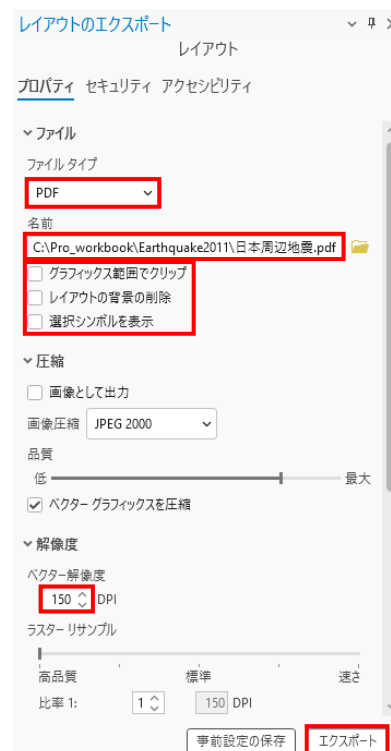 レイアウトのエクスポート
レイアウト
プロパティ セキュリティ アクセシビリティ
ファイル
ファイル タイプ
PDF
名前
C:\Pro_workbook\Earthquake2011\日本周辺地震.pdf
グラフィックス範囲でクリップ
レイアウトの背景の削除
選択シンボルを表示
圧縮
画像として出力
画像圧縮 JPEG 2000
品質
低 最大
ベクター グラフィックスを圧縮
解像度
ベクター解像度
150 DPI
ラスター リサンプル
高品質 標準 速さ
比率 1: 1 150 DPI
事前設定の保存 エクスポート